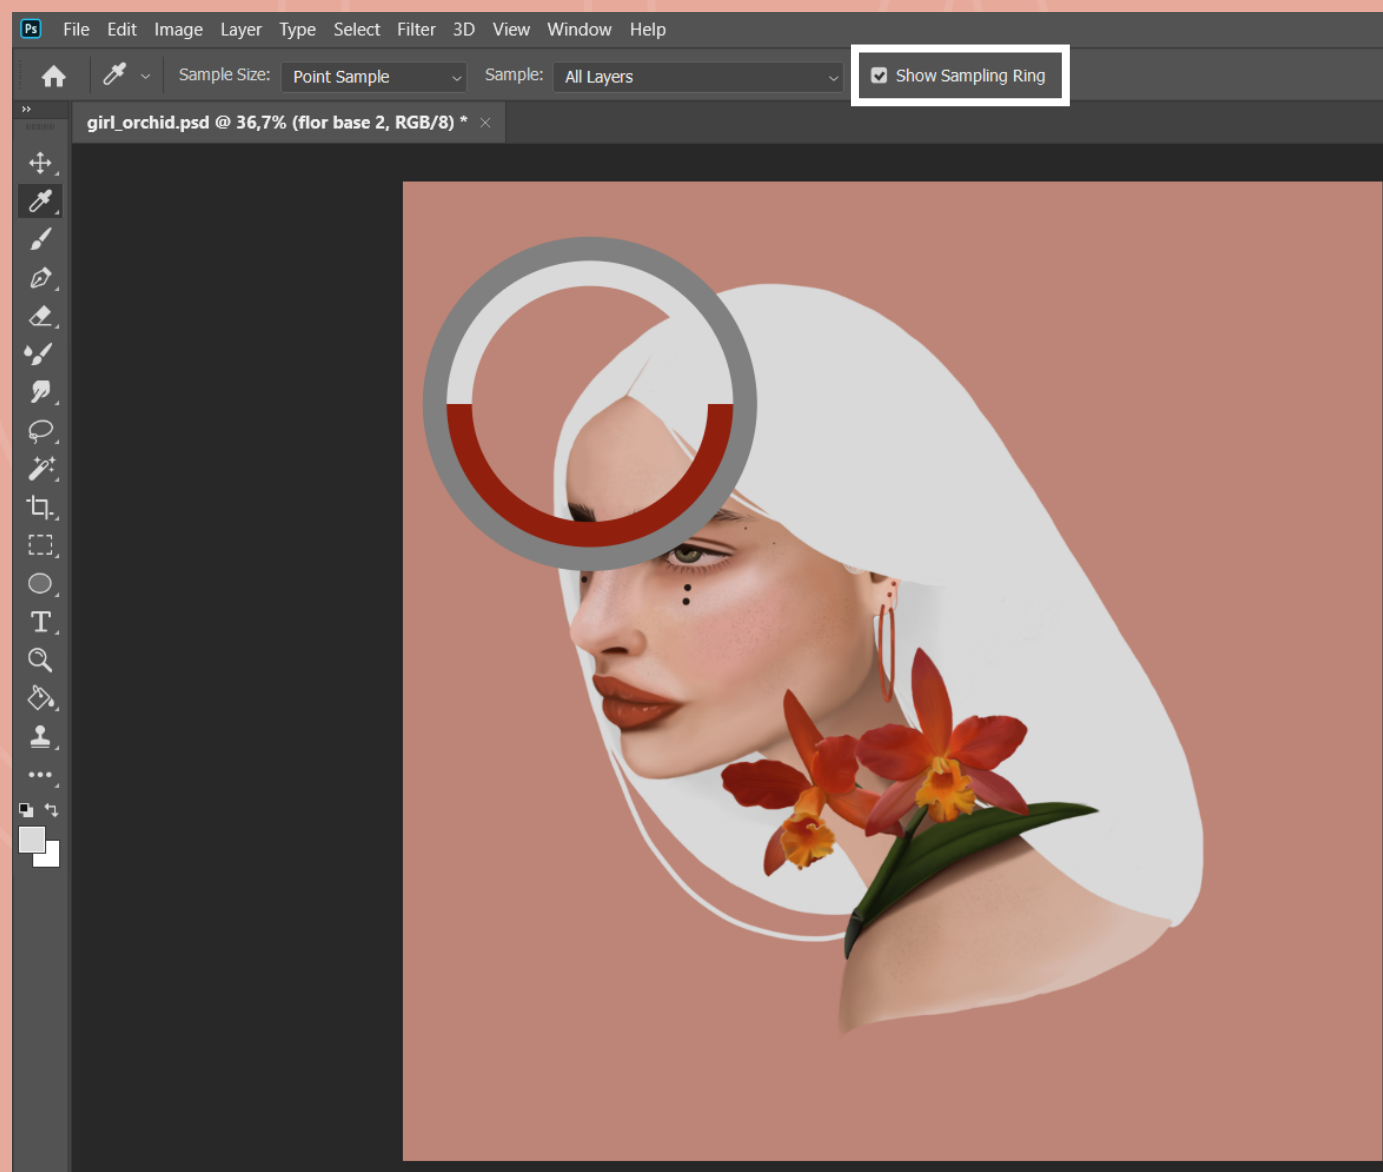 Ps File Edit Image Layer Type Select Filter 3D View Window Help
Sample Size: Point Sample Sample: All Layers Show Sampling Ring
girl_orchid.psd @ 36,7% (flor base 2, RGB/8) *
T